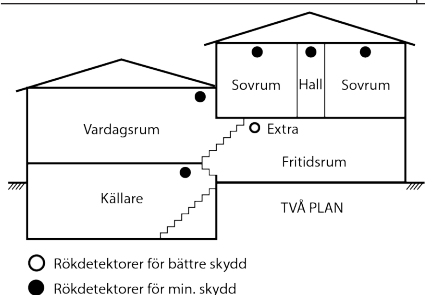 Sovrum Hall Sovrum
Vardagsrum
Extra
Fritidsrum
Källare
TVÅ PLAN
Rökdetektorer för bättre skydd
Rökdetektorer för min. skydd